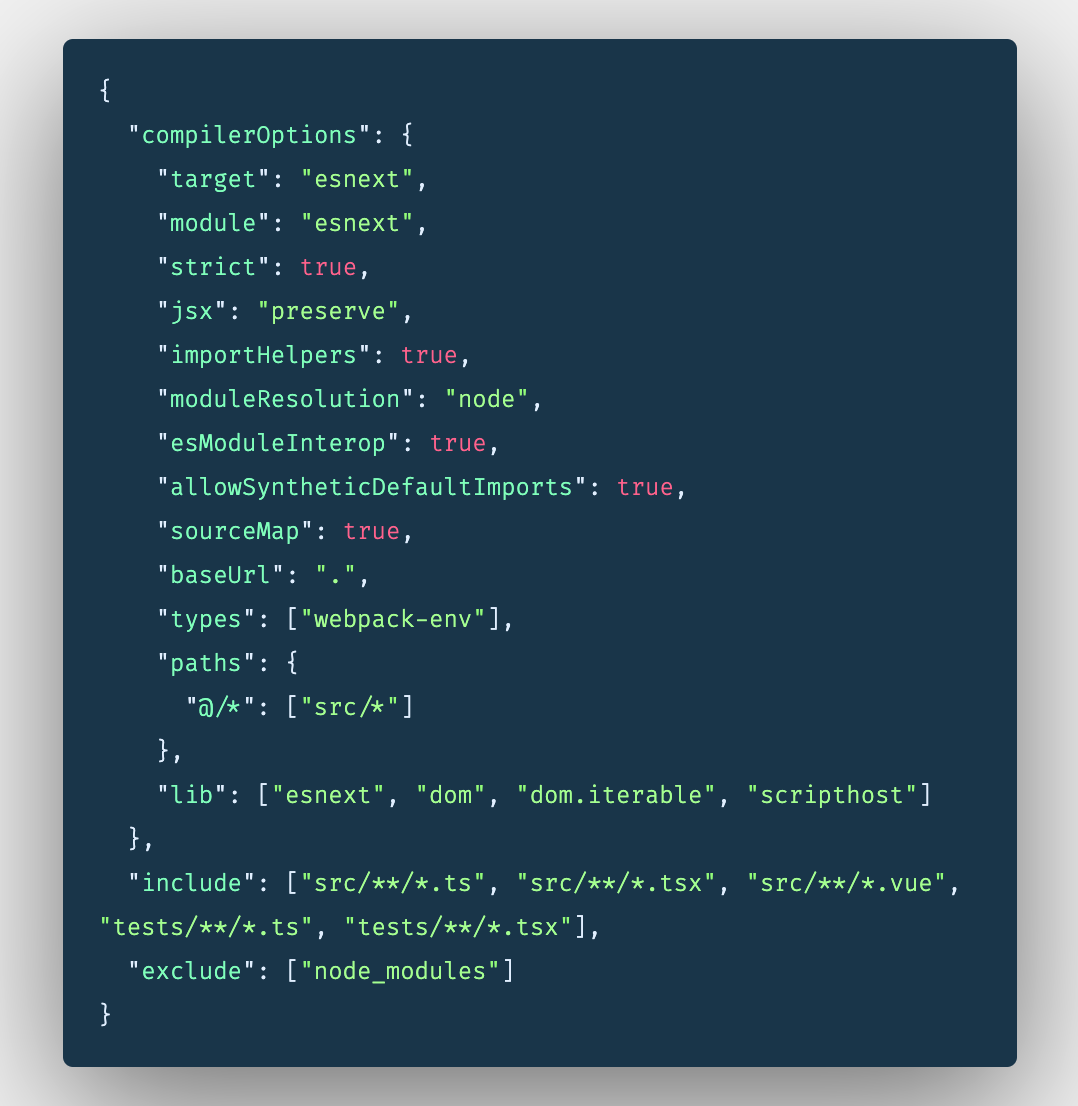 {
  "compilerOptions": {
    "target": "esnext",
    "module": "esnext",
    "strict": true,
    "jsx": "preserve",
    "importHelpers": true,
    "moduleResolution": "node",
    "esModuleInterop": true,
    "allowSyntheticDefaultImports": true,
    "sourceMap": true,
    "baseUrl": ".",
    "types": ["webpack-env"],
    "paths": {
      "@/*": ["src/*"]
    },
    "lib": ["esnext", "dom", "dom.iterable", "scripthost"]
  },
  "include": ["src/**/*.ts", "src/**/*.tsx", "src/**/*.vue",
"tests/**/*.ts", "tests/**/*.tsx"],
  "exclude": ["node_modules"]
}